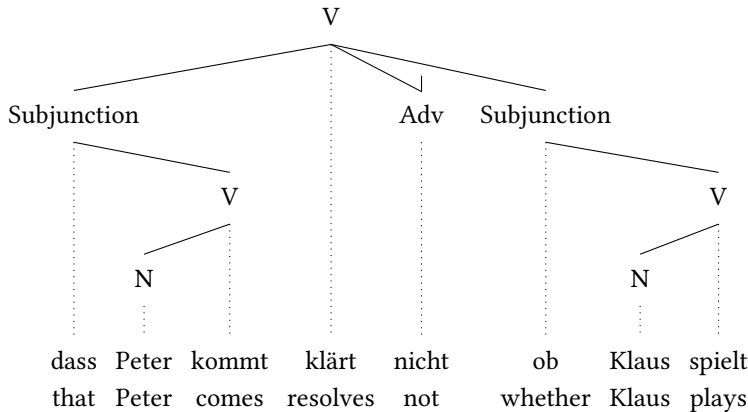 V
Subjunction Adv Subjunction
V V
N N
dass Peter kommt klärt nicht ob Klaus spielt
that Peter comes resolves not whether Klaus plays